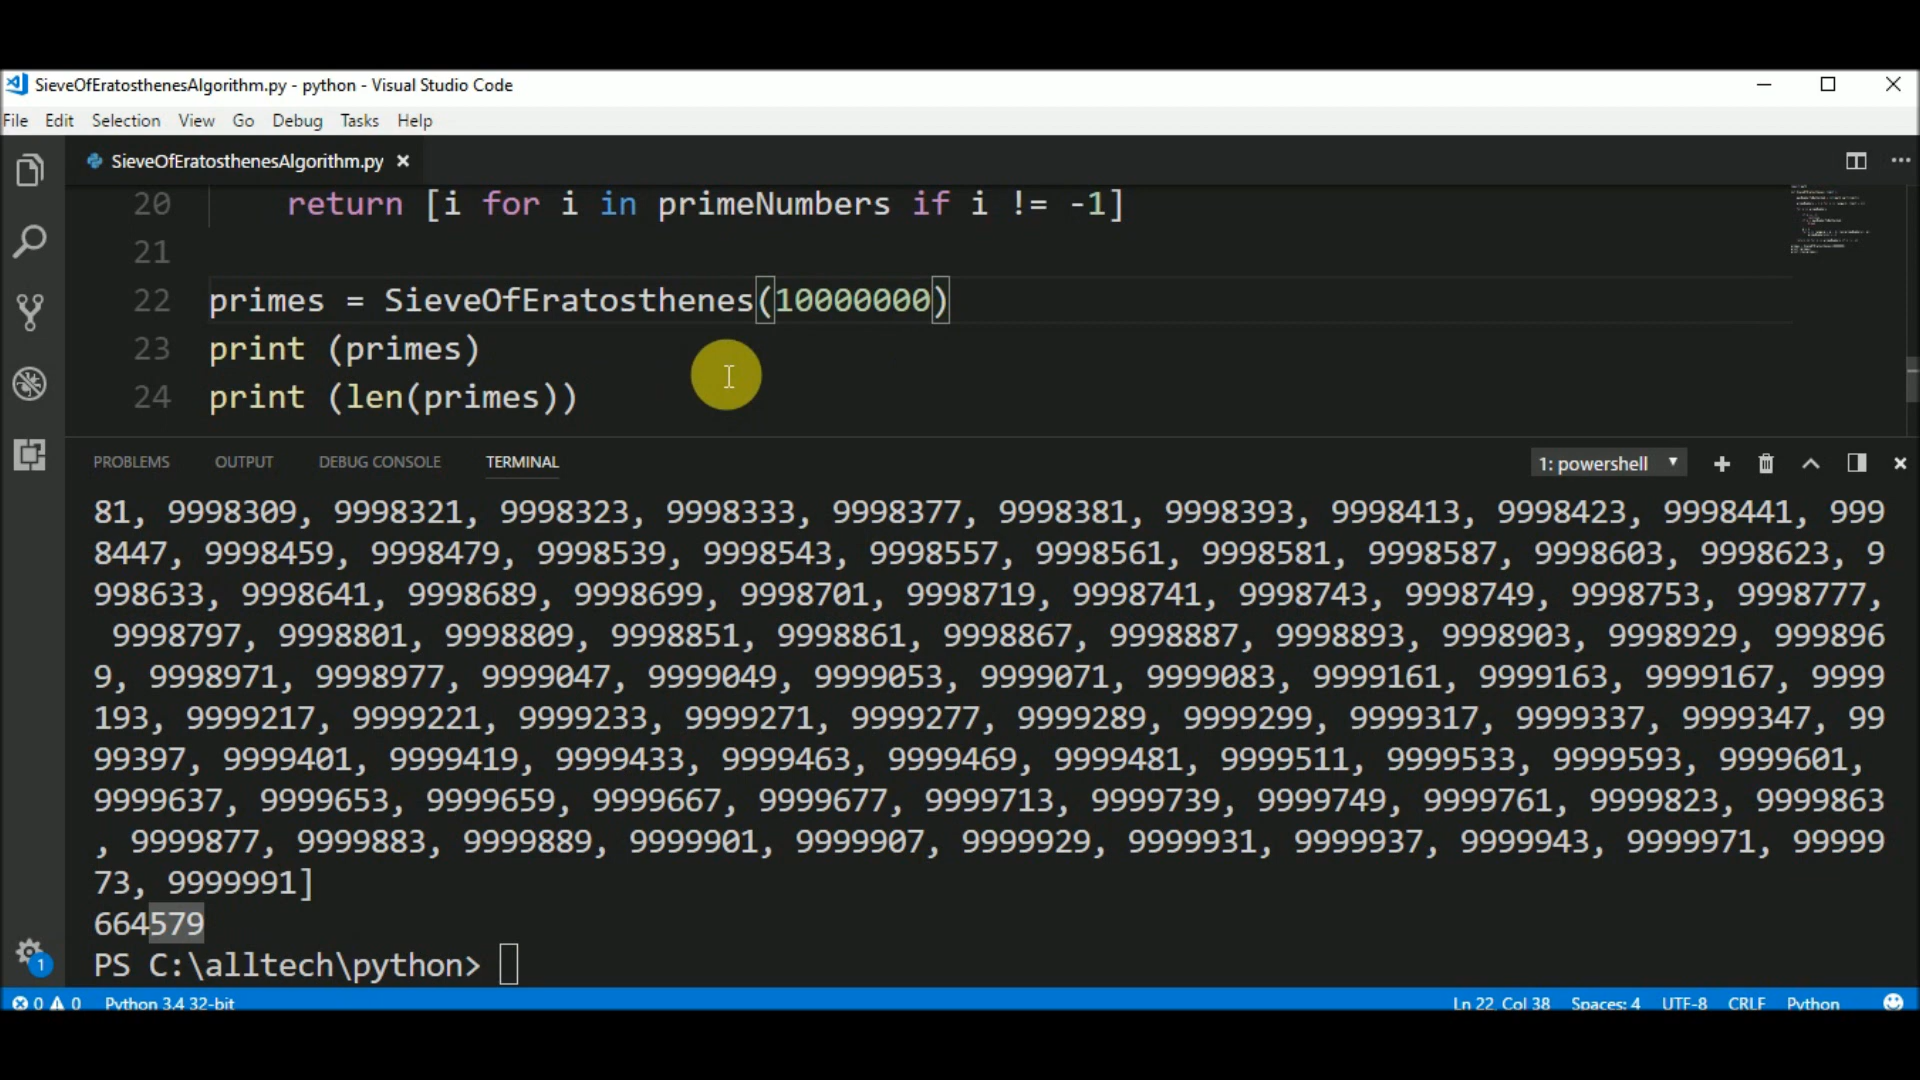 SieveOfEratosthenesAlgorithm.py - python - Visual Studio Code
File Edit Selection View Go Debug Tasks Help
SieveOfEratosthenesAlgorithm.py
20 return [i for i in primeNumbers if i != -1]
21
22 primes = SieveOfEratosthenes(10000000)
23 print (primes)
24 print (len(primes))
PROBLEMS OUTPUT DEBUG CONSOLE TERMINAL 1: powershell
81, 9998309, 9998321, 9998323, 9998333, 9998377, 9998381, 9998393, 9998413, 9998423, 9998441, 999
8447, 9998459, 9998479, 9998539, 9998543, 9998557, 9998561, 9998581, 9998587, 9998603, 9998623, 9
998633, 9998641, 9998689, 9998699, 9998701, 9998719, 9998741, 9998743, 9998749, 9998753, 9998777,
9998797, 9998801, 9998809, 9998851, 9998861, 9998867, 9998887, 9998893, 9998903, 9998929, 999896
9, 9998971, 9998977, 9999047, 9999049, 9999053, 9999071, 9999083, 9999161, 9999163, 9999167, 9999
193, 9999217, 9999221, 9999233, 9999271, 9999277, 9999289, 9999299, 9999317, 9999337, 9999347, 99
99397, 9999401, 9999419, 9999433, 9999463, 9999469, 9999481, 9999511, 9999533, 9999593, 9999601,
9999637, 9999653, 9999659, 9999667, 9999677, 9999713, 9999739, 9999749, 9999761, 9999823, 9999863
, 9999877, 9999883, 9999889, 9999901, 9999907, 9999929, 9999931, 9999937, 9999943, 9999971, 99999
73, 9999991]
664579
PS C:\alltech\python>
1
0 0 Python 3.4 32-bit Ln 22, Col 38 Spaces: 4 UTF-8 CRLF Python